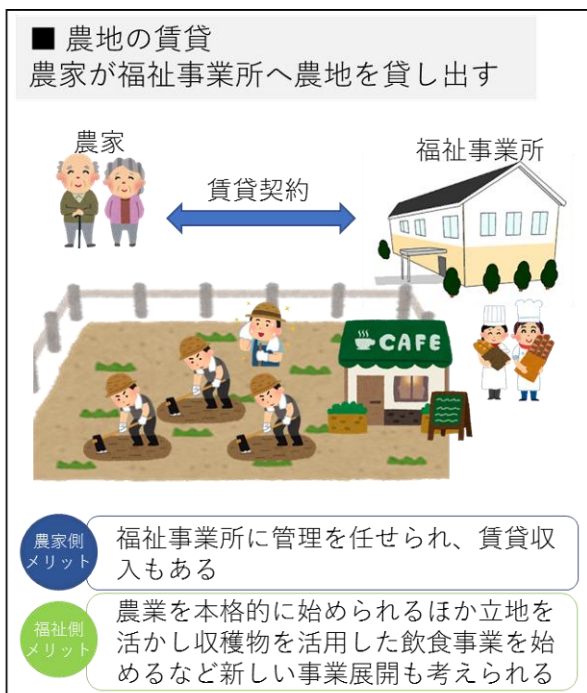 ■ 農地の賃貸
農家が福祉事業所へ農地を貸し出す
農家
福祉事業所
賃貸契約
CAFE
農家側
メリット
福祉事業所に管理を任せられ、賃貸収
入もある
福祉側
メリット
農業を本格的に始められるほか立地を
活かし収穫物を活用した飲食事業を始
めるなど新しい事業展開も考えられる